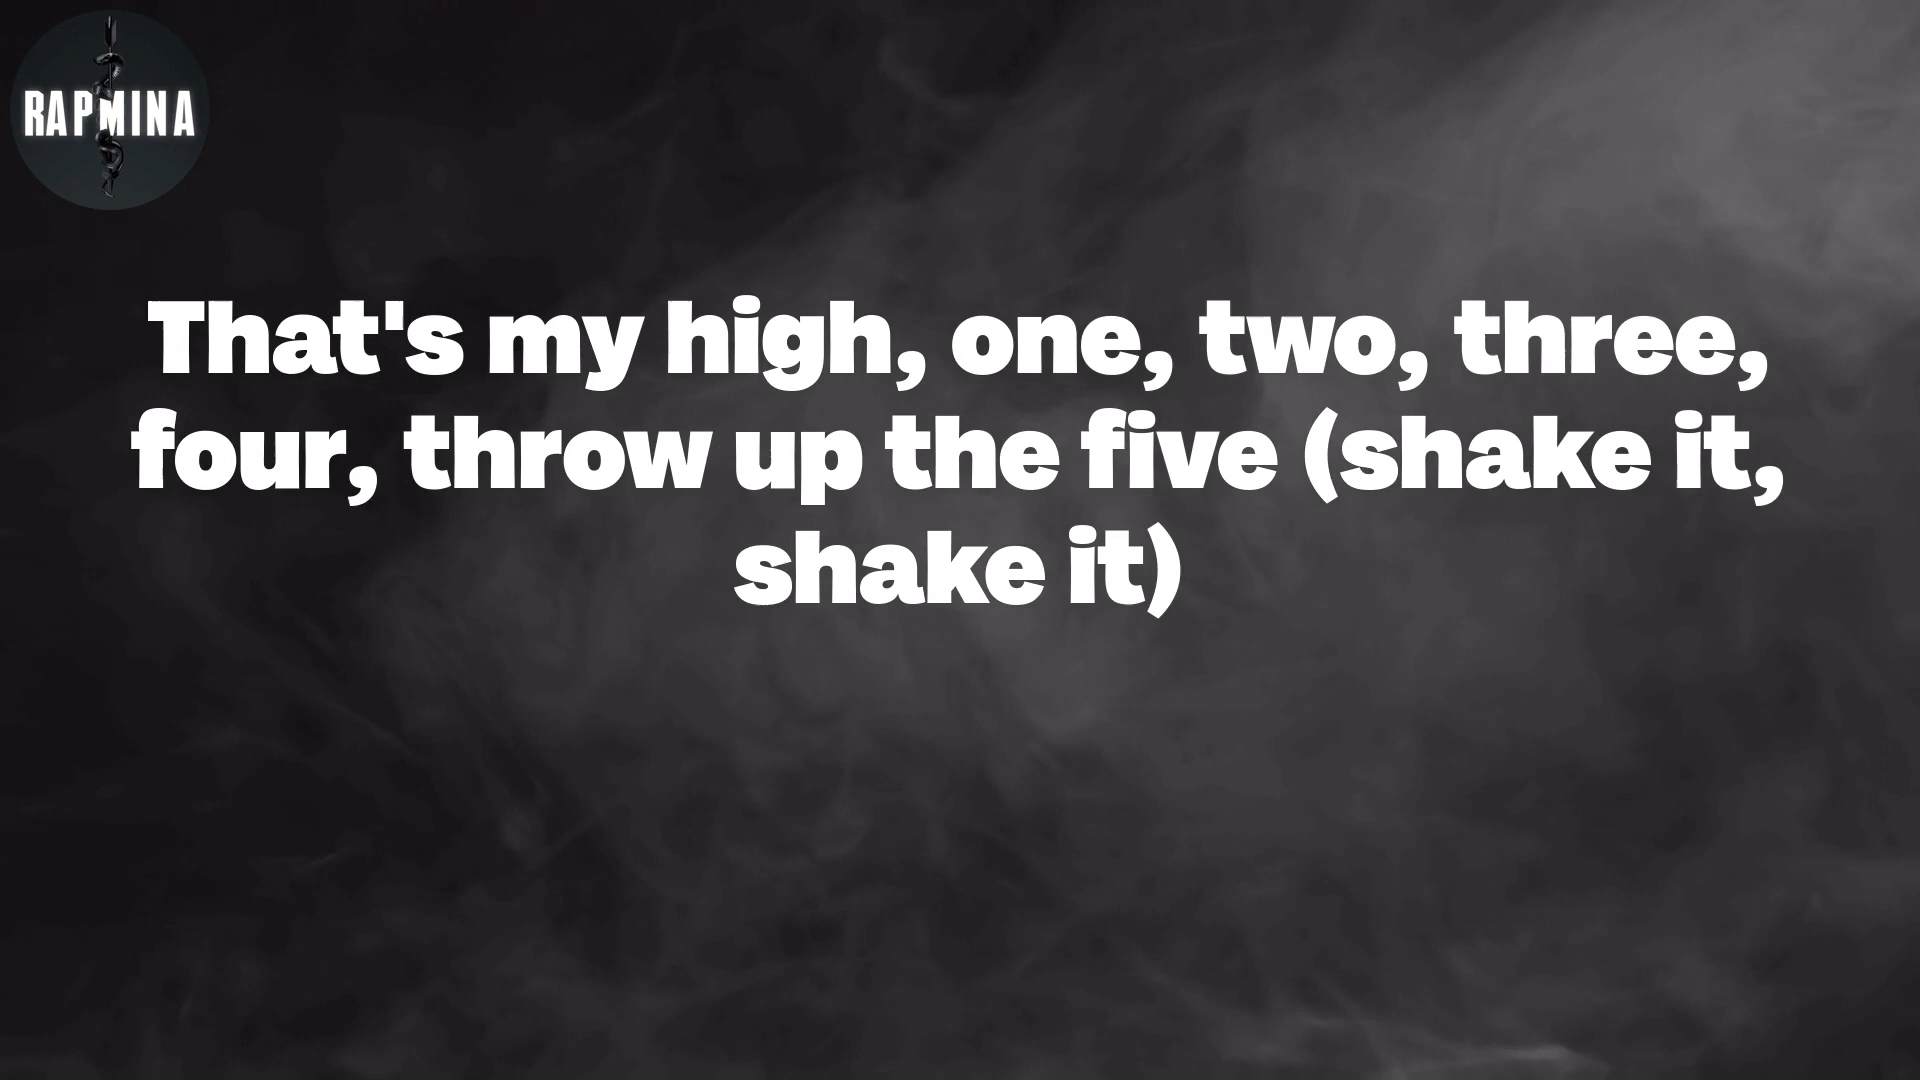 RAPMINA
That's my high, one, two, three,
four, throw up the five (shake it,
shake it)